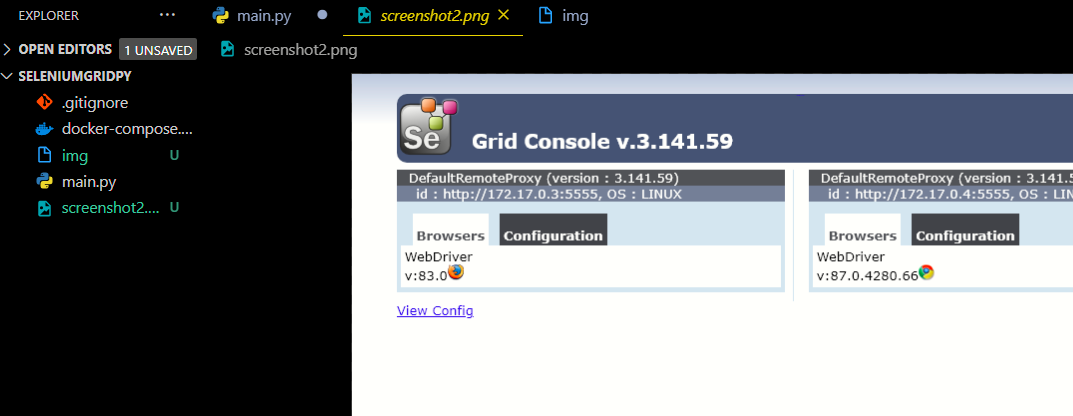 EXPLORER ... main.py screenshot2.png img
OPEN EDITORS 1 UNSAVED screenshot2.png
SELENIUMGRIDPY
.gitignore
docker-compose....
img U
main.py
screenshot2.... U
Se Grid Console v.3.141.59
DefaultRemoteProxy (version : 3.141.59)
id : http://172.17.0.3:5555, OS : LINUX
Browsers Configuration
WebDriver
v:83.0
View Config
DefaultRemoteProxy (version : 3.141.5
id : http://172.17.0.4:5555, OS : LIN
Browsers Configuration
WebDriver
v:87.0.4280.66